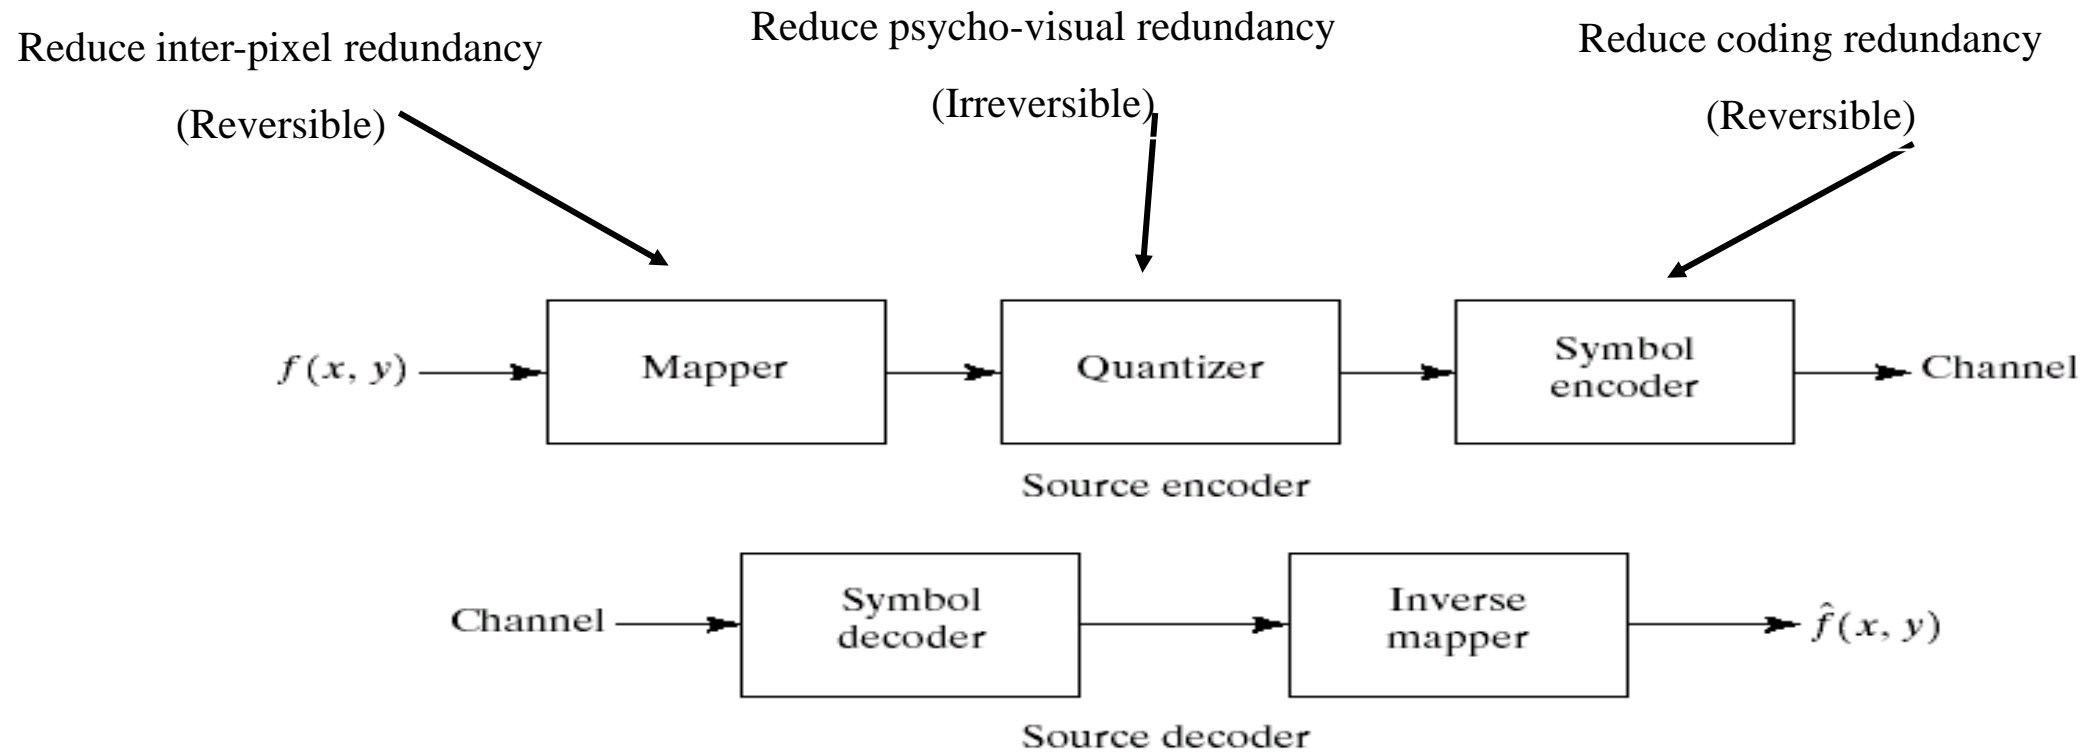 Reduce inter-pixel redundancy
(Reversible)
Reduce psycho-visual redundancy
(Irreversible)
Reduce coding redundancy
(Reversible)
f(x, y)
Mapper
Quantizer
Symbol
encoder
Channel
Source encoder
Channel
Symbol
decoder
Inverse
mapper
f̂(x, y)
Source decoder